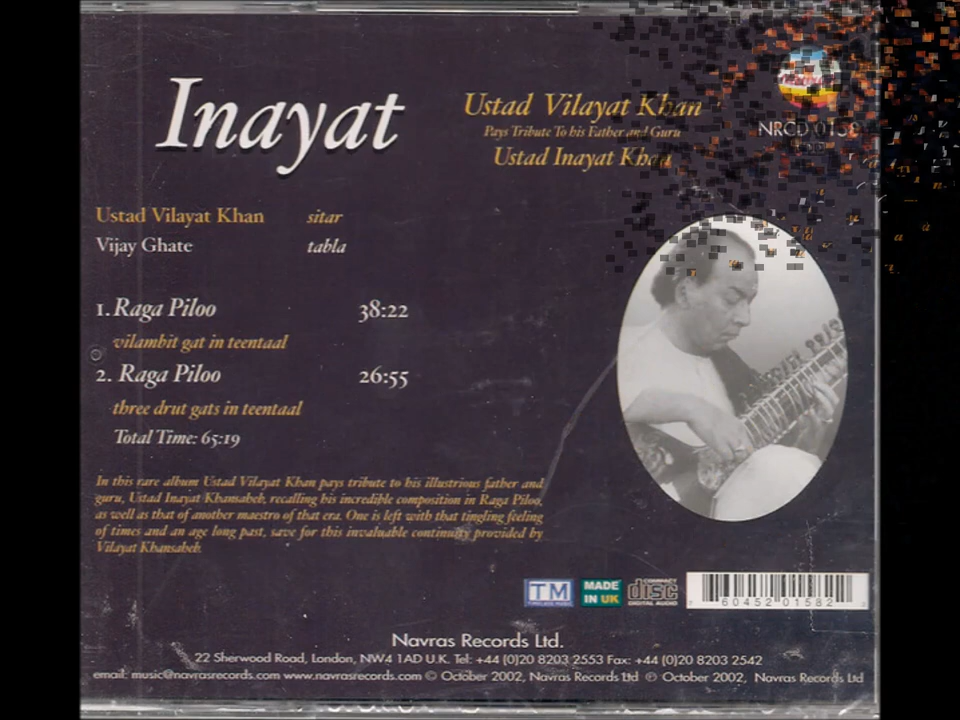 Inayat
Ustad Vilayat Khan
Pays Tribute To his Father and Guru
Ustad Inayat Khan
NRCD 0158
Ustad Vilayat Khan sitar
Vijay Ghate tabla
1. Raga Piloo 38:22
vilambit gat in teentaal
2. Raga Piloo 26:55
three drut gats in teentaal
Total Time: 65:19
In this rare album Ustad Vilayat Khan pays tribute to his illustrious father and
guru, Ustad Inayat Khansaheb, recalling his incredible composition in Raga Piloo,
as well as that of another maestro of that era. One is left with that tingling feeling
of times and an age long past, save for this invaluable continuity provided by
Vilayat Khansaheb.
TM
MADE
IN UK
COMPACT
disc
DIGITAL AUDIO
60452 01582
Navras Records Ltd.
22 Sherwood Road, London, NW4 1AD U.K. Tel: +44 (0)20 8203 2553 Fax: +44 (0)20 8203 2542
email: music@navrasrecords.com www.navrasrecords.com © October 2002, Navras Records Ltd ℗ October 2002, Navras Records Ltd